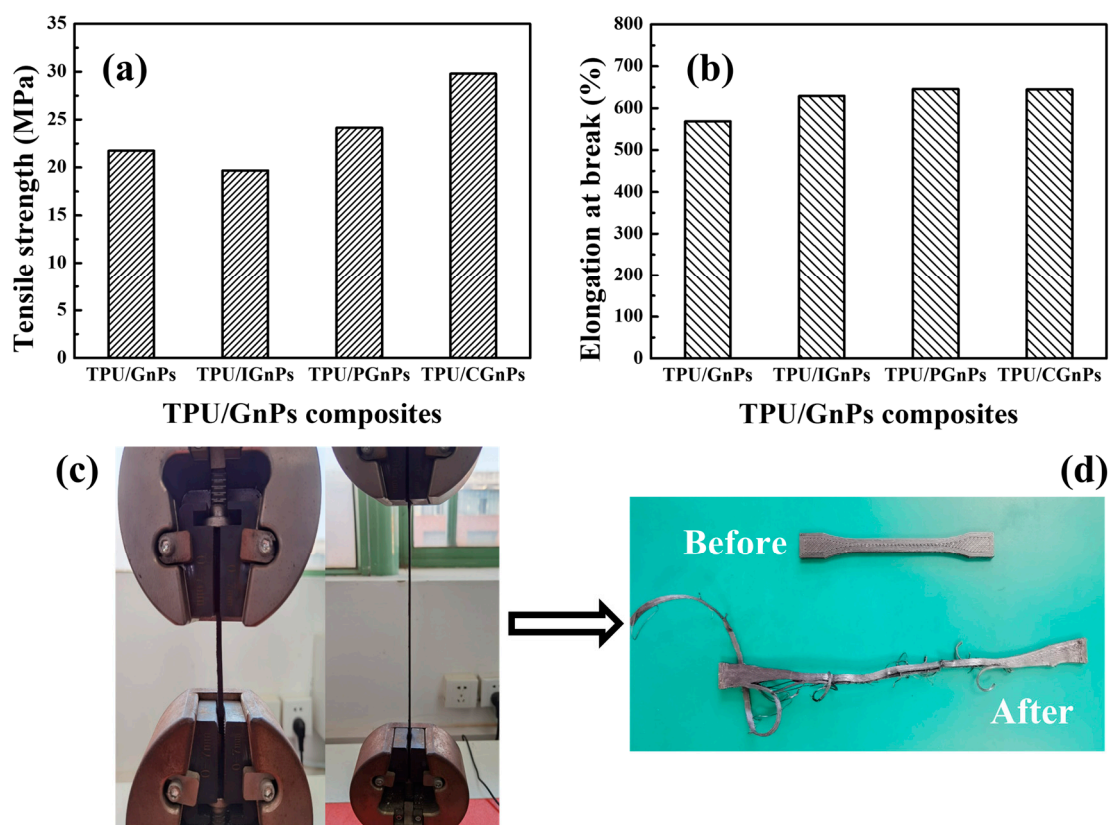 (a)
Tensile strength (MPa)
35
30
25
20
15
10
5
0
TPU/GnPs TPU/IGnPs TPU/PGnPs TPU/CGnPs
TPU/GnPs composites
(b)
Elongation at break (%)
800
700
600
500
400
300
200
100
0
TPU/GnPs TPU/IGnPs TPU/PGnPs TPU/CGnPs
TPU/GnPs composites
(c)
(d)
Before
After